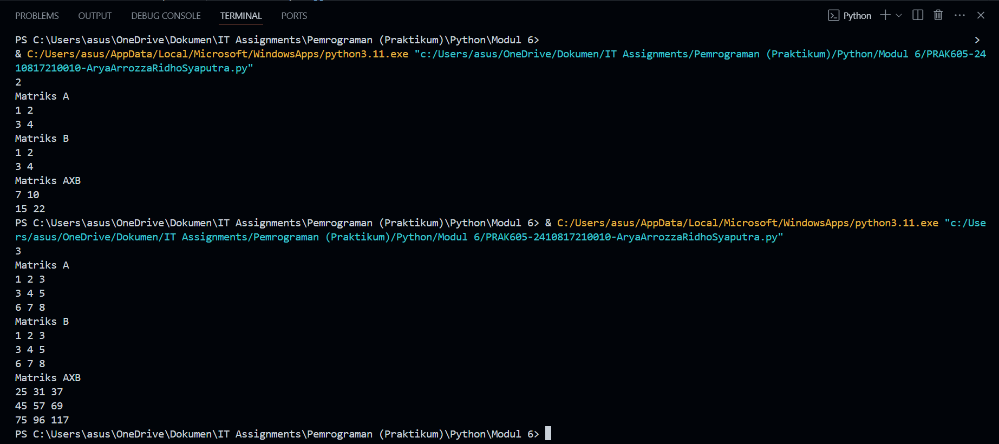 PROBLEMS OUTPUT DEBUG CONSOLE TERMINAL PORTS Python
PS C:\Users\asus\OneDrive\Dokumen\IT Assignments\Pemrograman (Praktikum)\Python\Modul 6>
& C:/Users/asus/AppData/Local/Microsoft/WindowsApps/python3.11.exe "c:/Users/asus/OneDrive/Dokumen/IT Assignments/Pemrograman (Praktikum)/Python/Modul 6/PRAK605-24
10817210010-AryaArrozzaRidhoSyaputra.py"
2
Matriks A
1 2
3 4
Matriks B
1 2
3 4
Matriks AXB
7 10
15 22
PS C:\Users\asus\OneDrive\Dokumen\IT Assignments\Pemrograman (Praktikum)\Python\Modul 6> & C:/Users/asus/AppData/Local/Microsoft/WindowsApps/python3.11.exe "c:/Use
rs/asus/OneDrive/Dokumen/IT Assignments/Pemrograman (Praktikum)/Python/Modul 6/PRAK605-2410817210010-AryaArrozzaRidhoSyaputra.py"
3
Matriks A
1 2 3
3 4 5
6 7 8
Matriks B
1 2 3
3 4 5
6 7 8
Matriks AXB
25 31 37
45 57 69
75 96 117
PS C:\Users\asus\OneDrive\Dokumen\IT Assignments\Pemrograman (Praktikum)\Python\Modul 6>